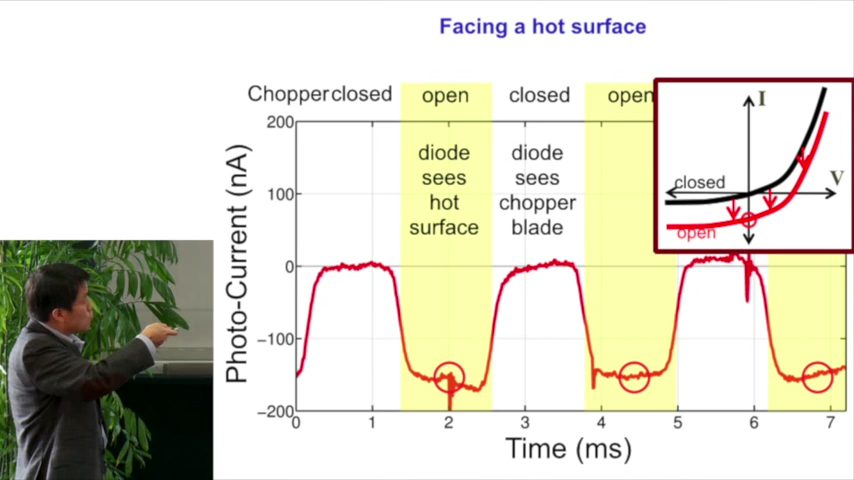 Facing a hot surface
Chopper closed open closed open
diode
sees
hot
surface
diode
sees
chopper
blade
I
V
closed
open
Photo-Current (nA)
200
100
0
−100
−200
0 1 2 3 4 5 6 7
Time (ms)